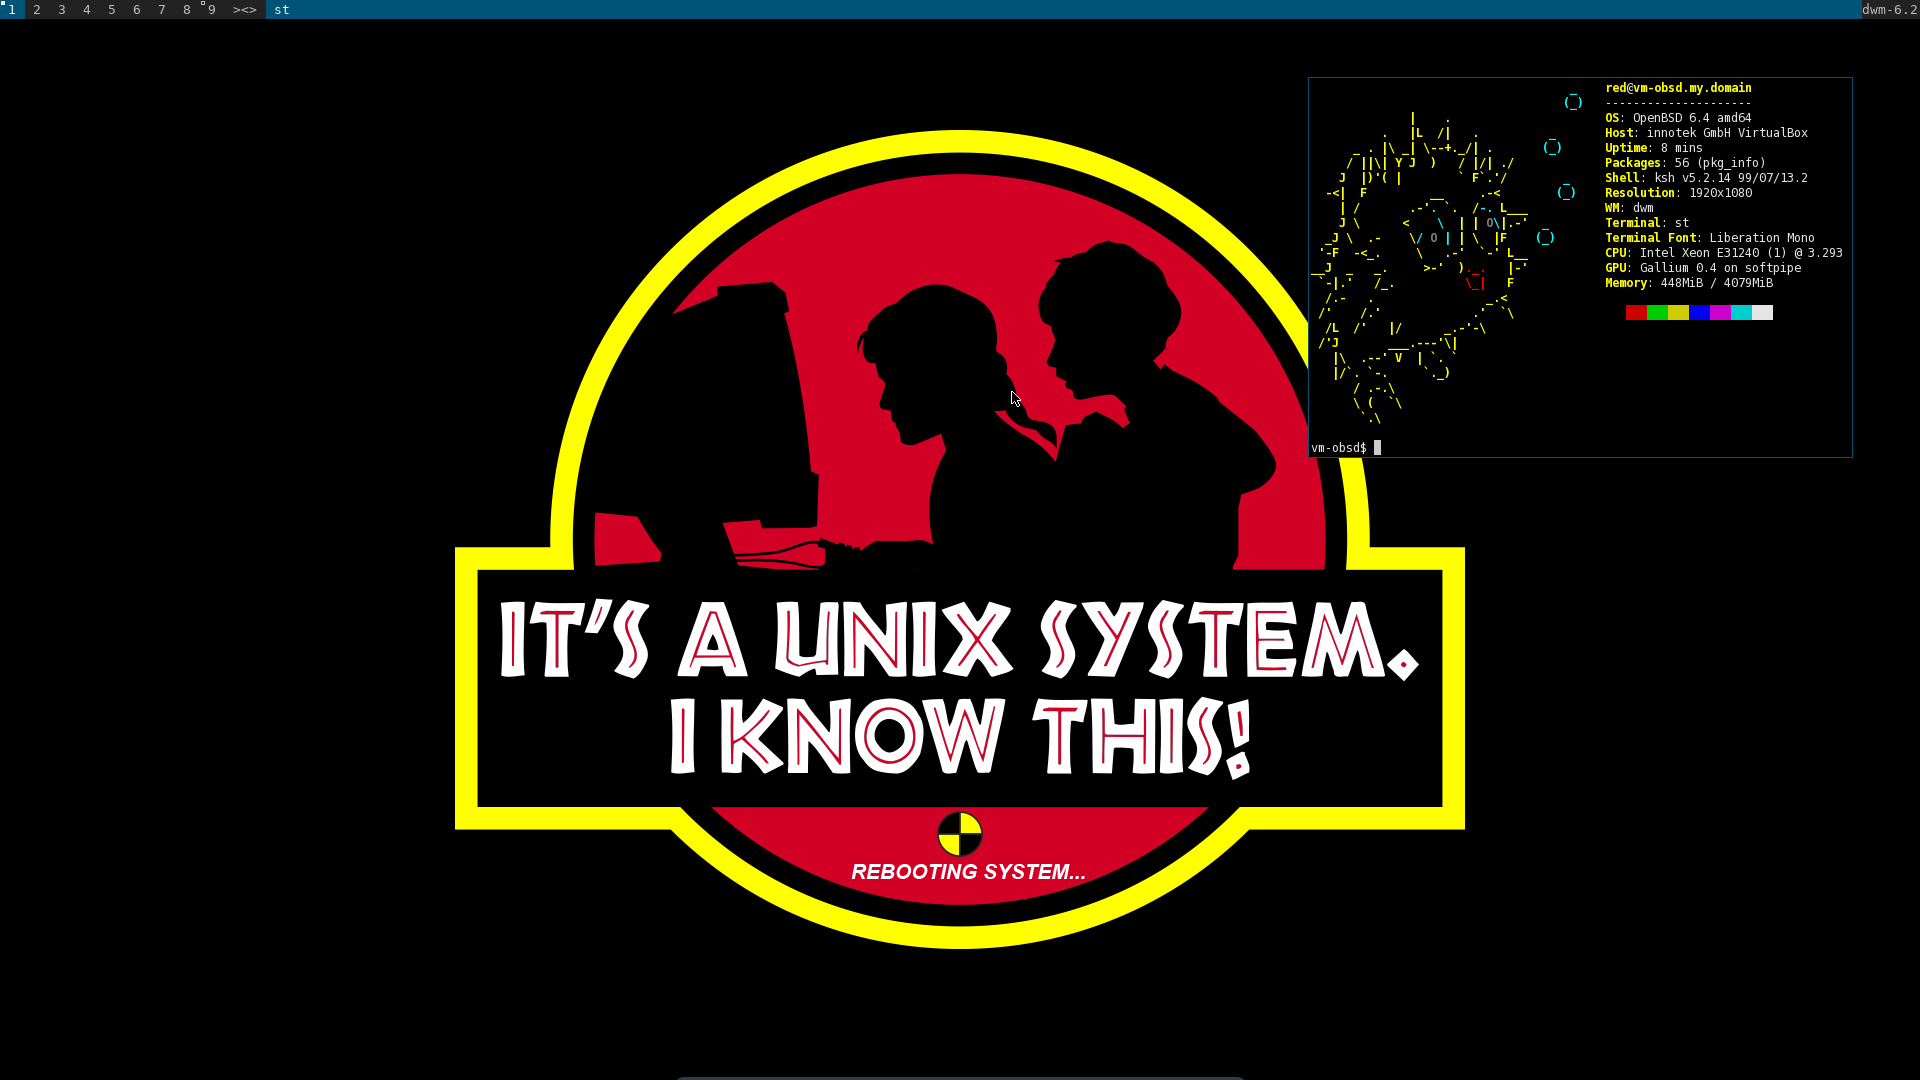 1 2 3 4 5 6 7 8 9 ><> st dwm-6.2
red@vm-obsd.my.domain
---------------------
OS: OpenBSD 6.4 amd64
Host: innotek GmbH VirtualBox
Uptime: 8 mins
Packages: 56 (pkg_info)
Shell: ksh v5.2.14 99/07/13.2
Resolution: 1920x1080
WM: dwm
Terminal: st
Terminal Font: Liberation Mono
CPU: Intel Xeon E31240 (1) @ 3.293
GPU: Gallium 0.4 on softpipe
Memory: 448MiB / 4079MiB
vm-obsd$
IT'S A UNIX SYSTEM.
I KNOW THIS!
REBOOTING SYSTEM...